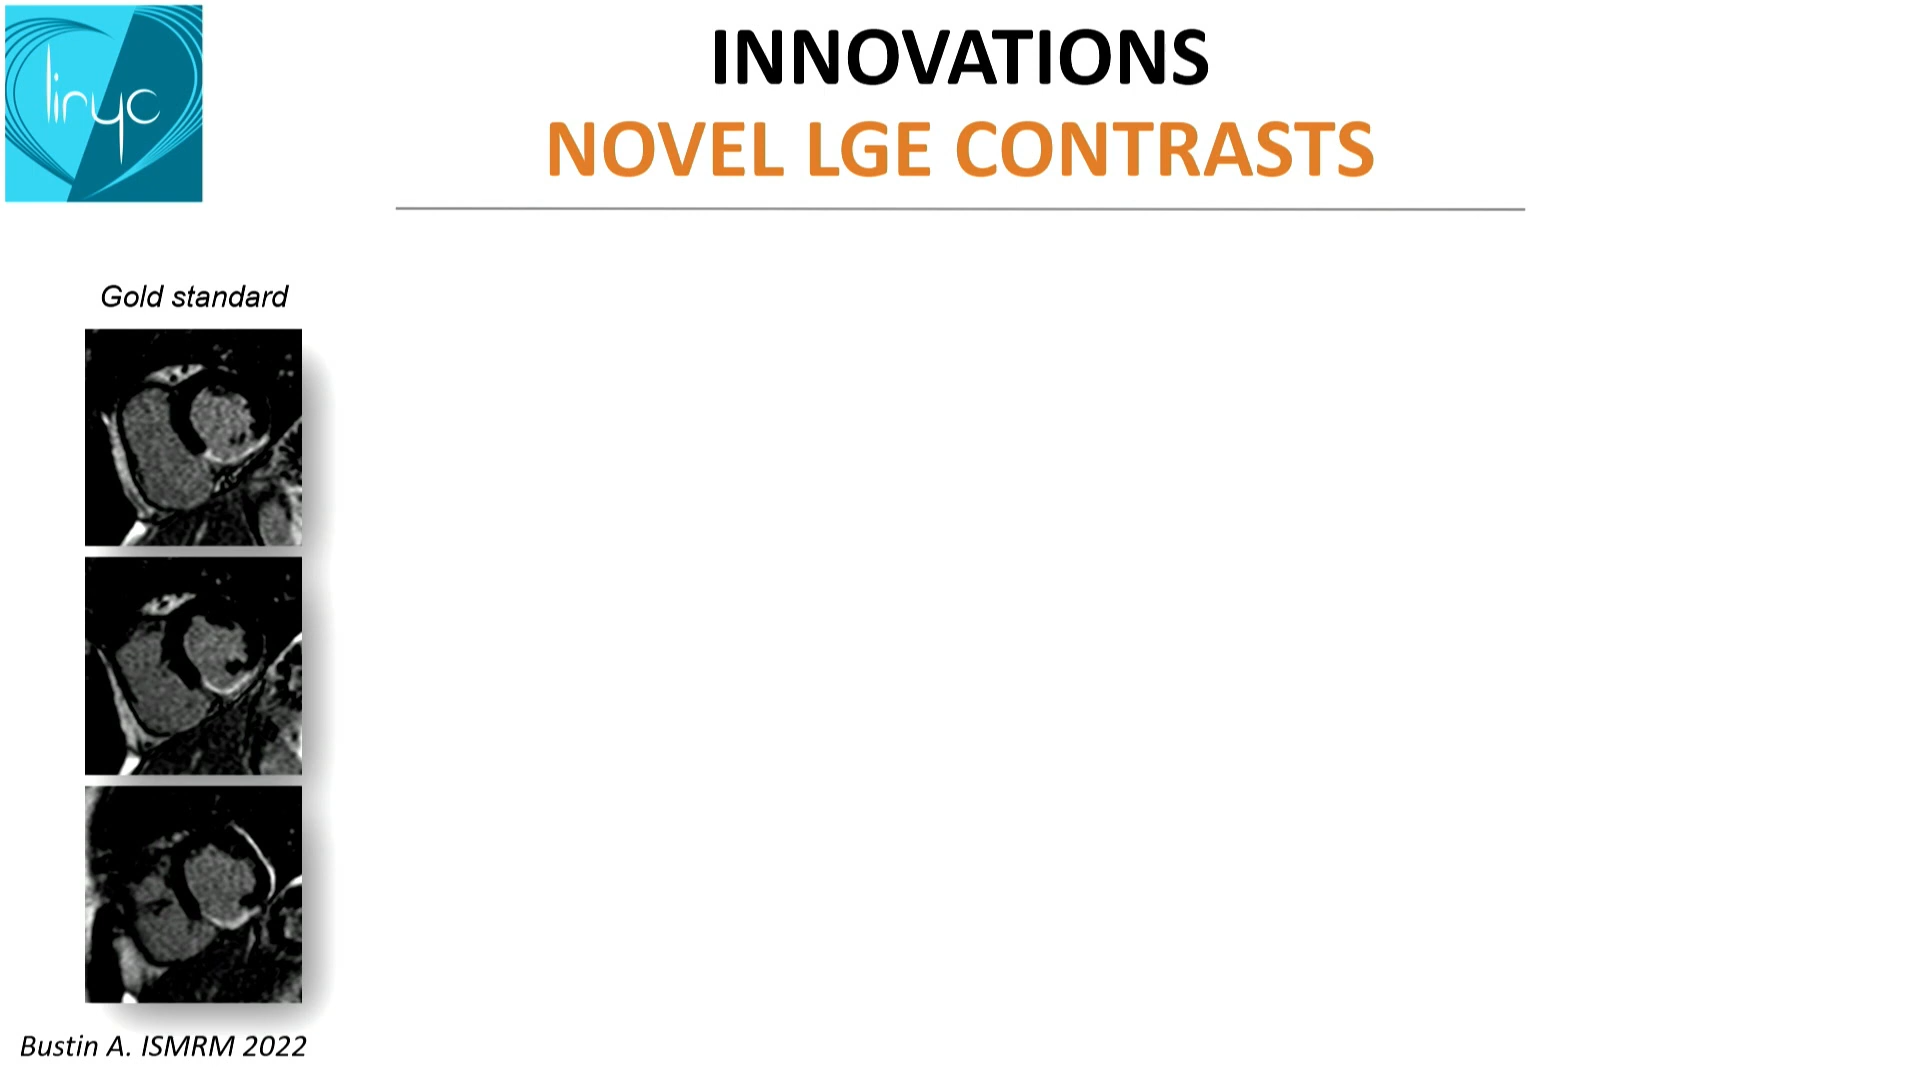 liryc
INNOVATIONS
NOVEL LGE CONTRASTS
Gold standard
Bustin A. ISMRM 2022